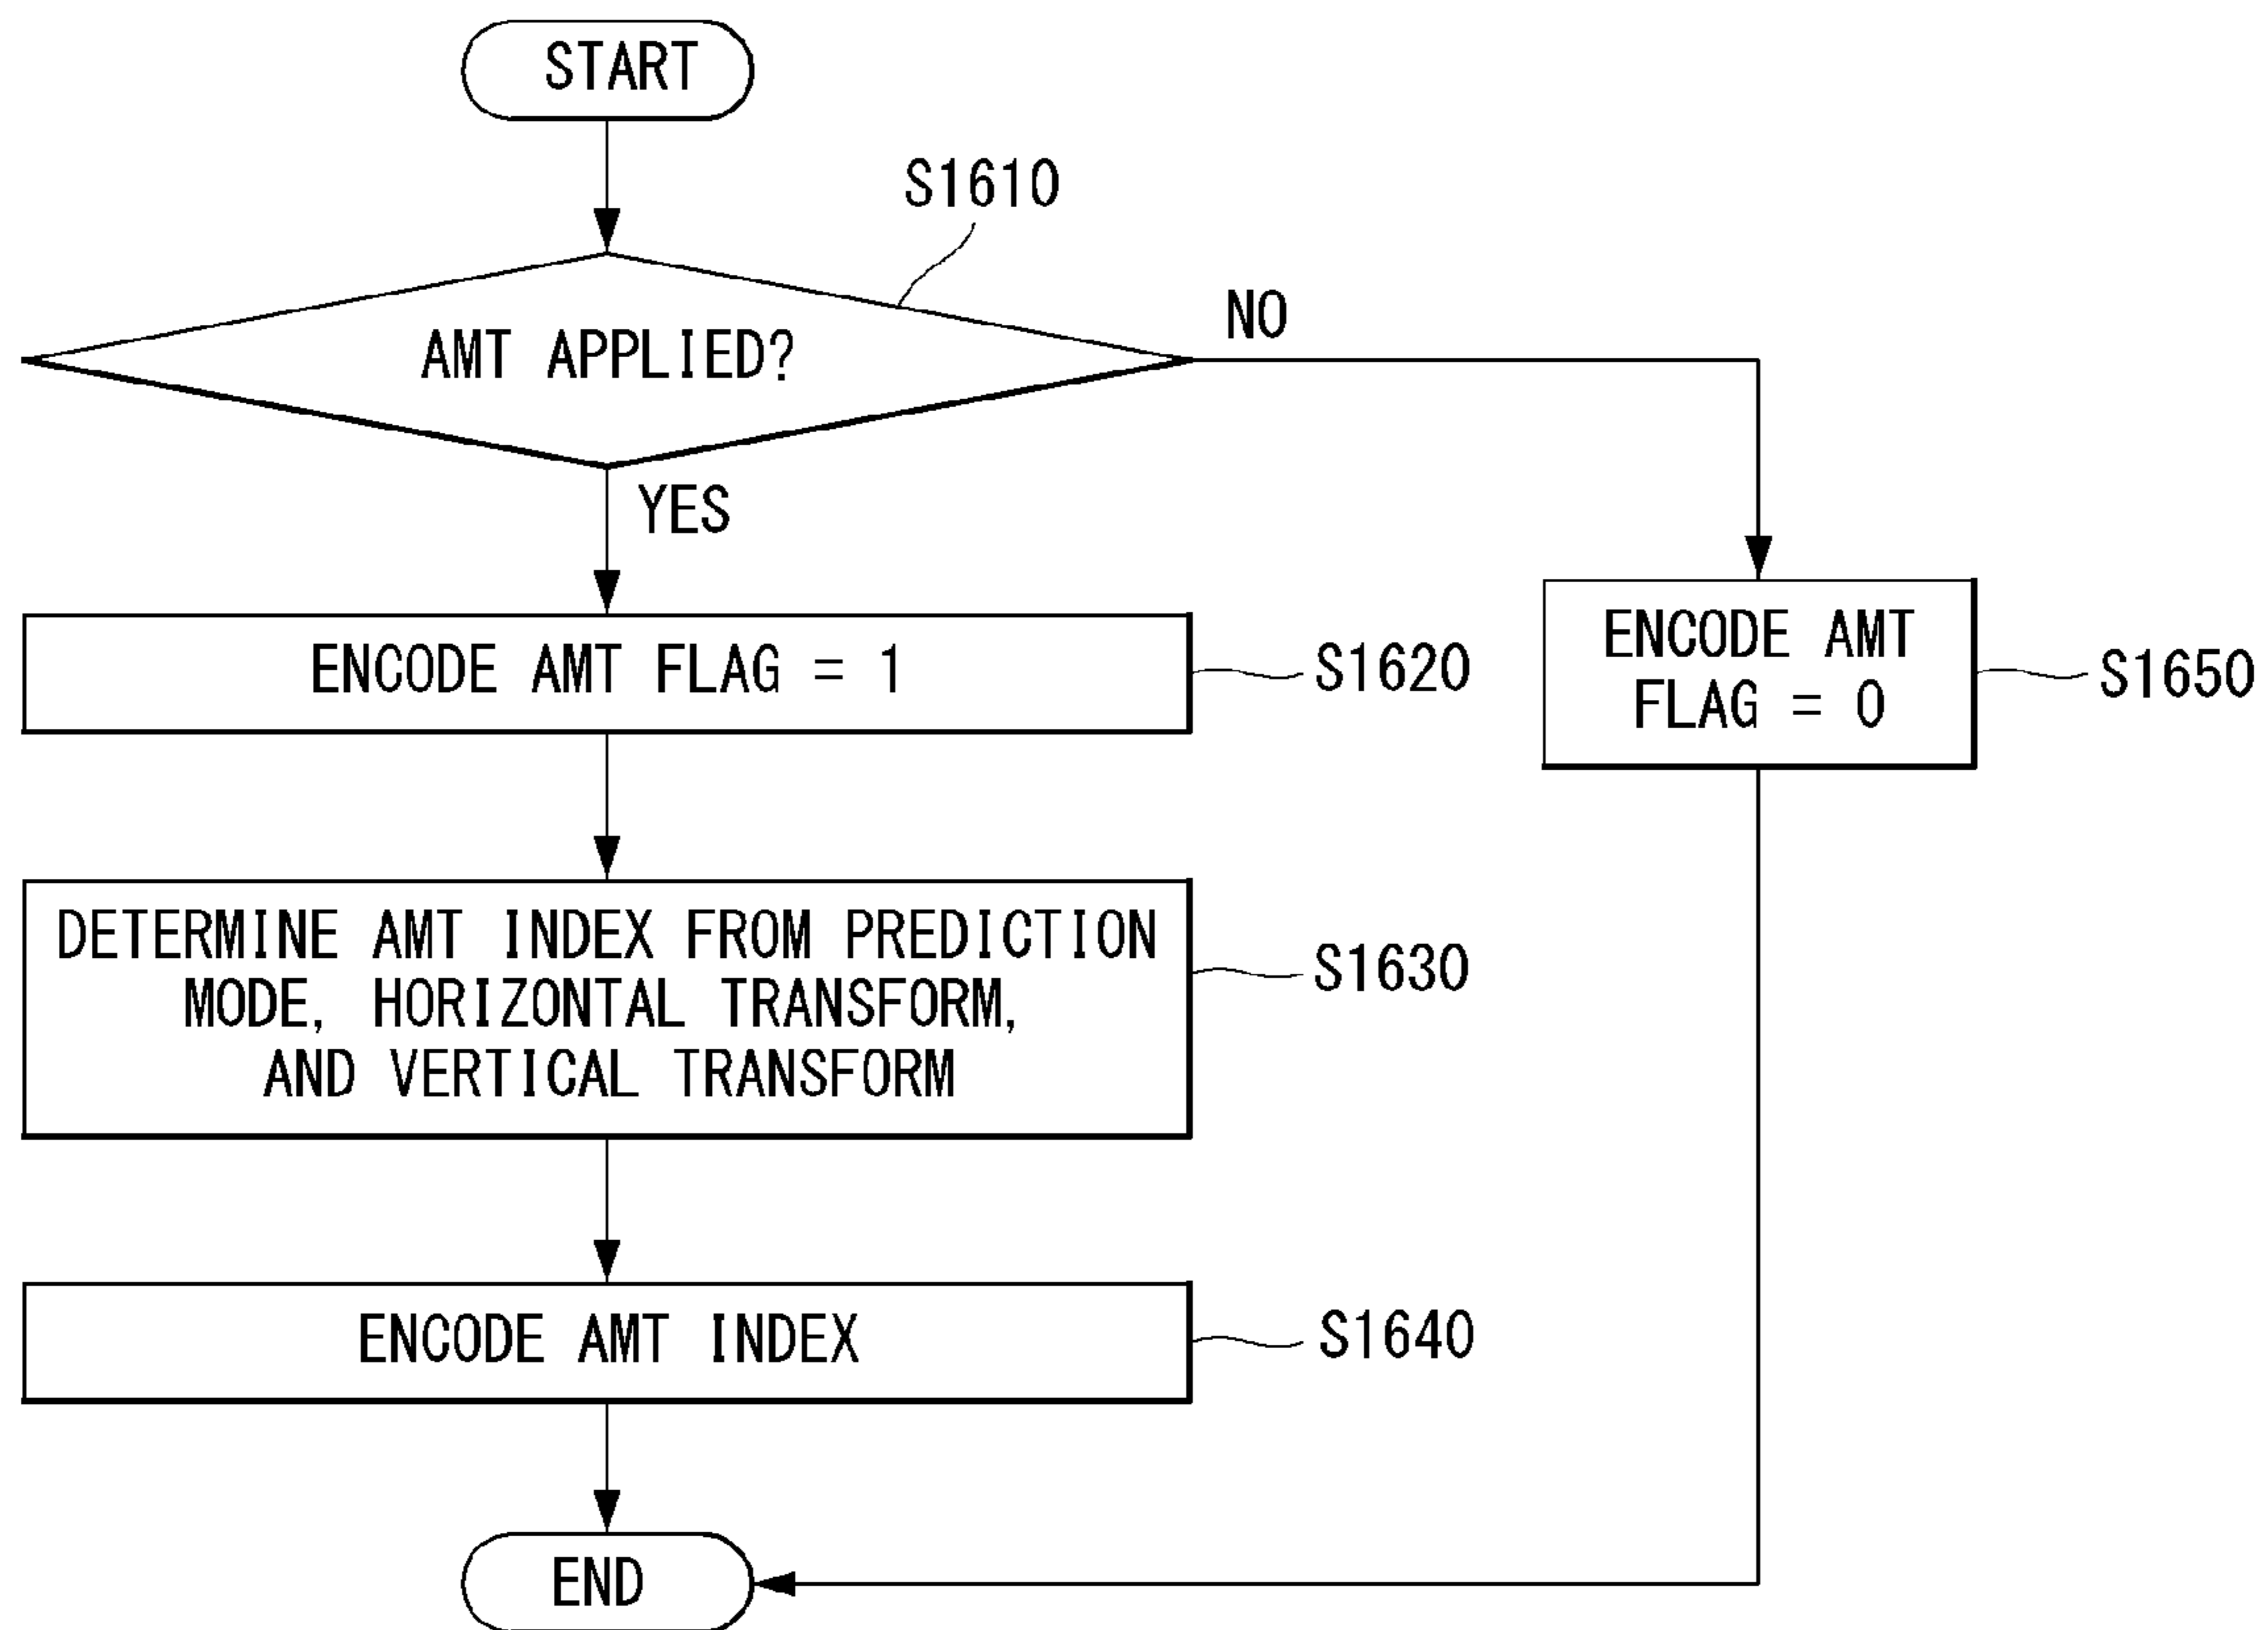 START
S1610
AMT APPLIED?
NO
YES
ENCODE AMT FLAG = 1
S1620
ENCODE AMT
FLAG = 0
S1650
DETERMINE AMT INDEX FROM PREDICTION
MODE, HORIZONTAL TRANSFORM,
AND VERTICAL TRANSFORM
S1630
ENCODE AMT INDEX
S1640
END